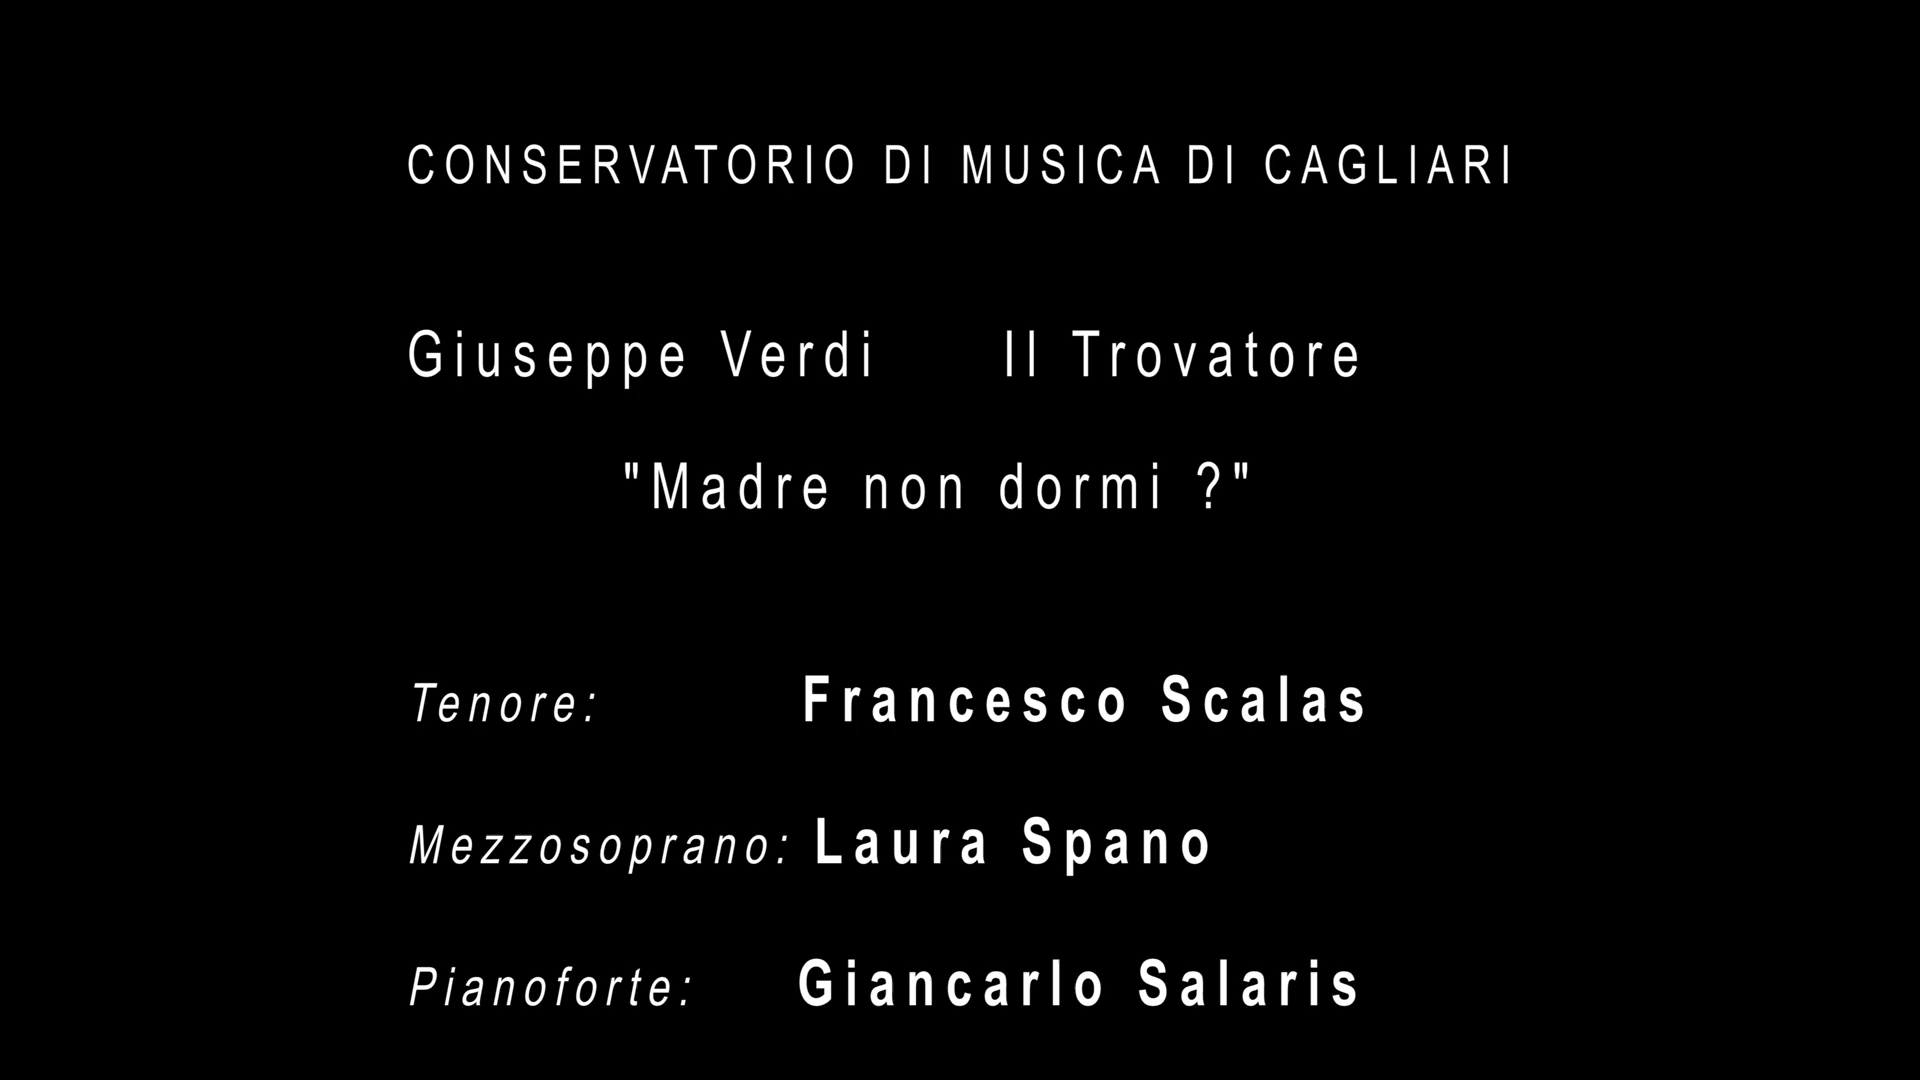 CONSERVATORIO DI MUSICA DI CAGLIARI
Giuseppe Verdi Il Trovatore
"Madre non dormi ?"
Tenore: Francesco Scalas
Mezzosoprano: Laura Spano
Pianoforte: Giancarlo Salaris